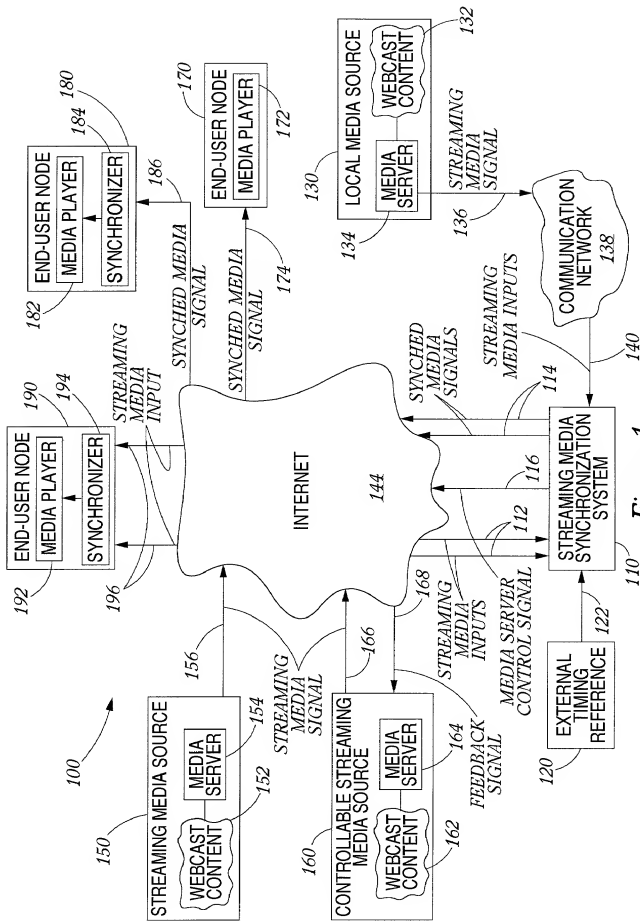 100
150
STREAMING MEDIA SOURCE
WEBCAST
CONTENT
MEDIA
SERVER
154
152
156
STREAMING
MEDIA
SIGNAL
160
CONTROLLABLE STREAMING
MEDIA SOURCE
WEBCAST
CONTENT
MEDIA
SERVER
164
162
166
168
FEEDBACK
SIGNAL
190
END-USER NODE
MEDIA PLAYER
SYNCHRONIZER
192
194
196
STREAMING
MEDIA
INPUT
180
END-USER NODE
MEDIA PLAYER
SYNCHRONIZER
182
184
186
SYNCHED MEDIA
SIGNAL
170
END-USER NODE
MEDIA PLAYER
172
SYNCHED MEDIA
SIGNAL
174
INTERNET
144
130
LOCAL MEDIA SOURCE
MEDIA
SERVER
WEBCAST
CONTENT
132
134
STREAMING
MEDIA
SIGNAL
136
COMMUNICATION
NETWORK
138
STREAMING
MEDIA INPUTS
140
SYNCHED
MEDIA
SIGNALS
114
116
MEDIA SERVER
CONTROL SIGNAL
STREAMING
MEDIA
INPUTS
112
STREAMING MEDIA
SYNCHRONIZATION
SYSTEM
110
EXTERNAL
TIMING
REFERENCE
120
122